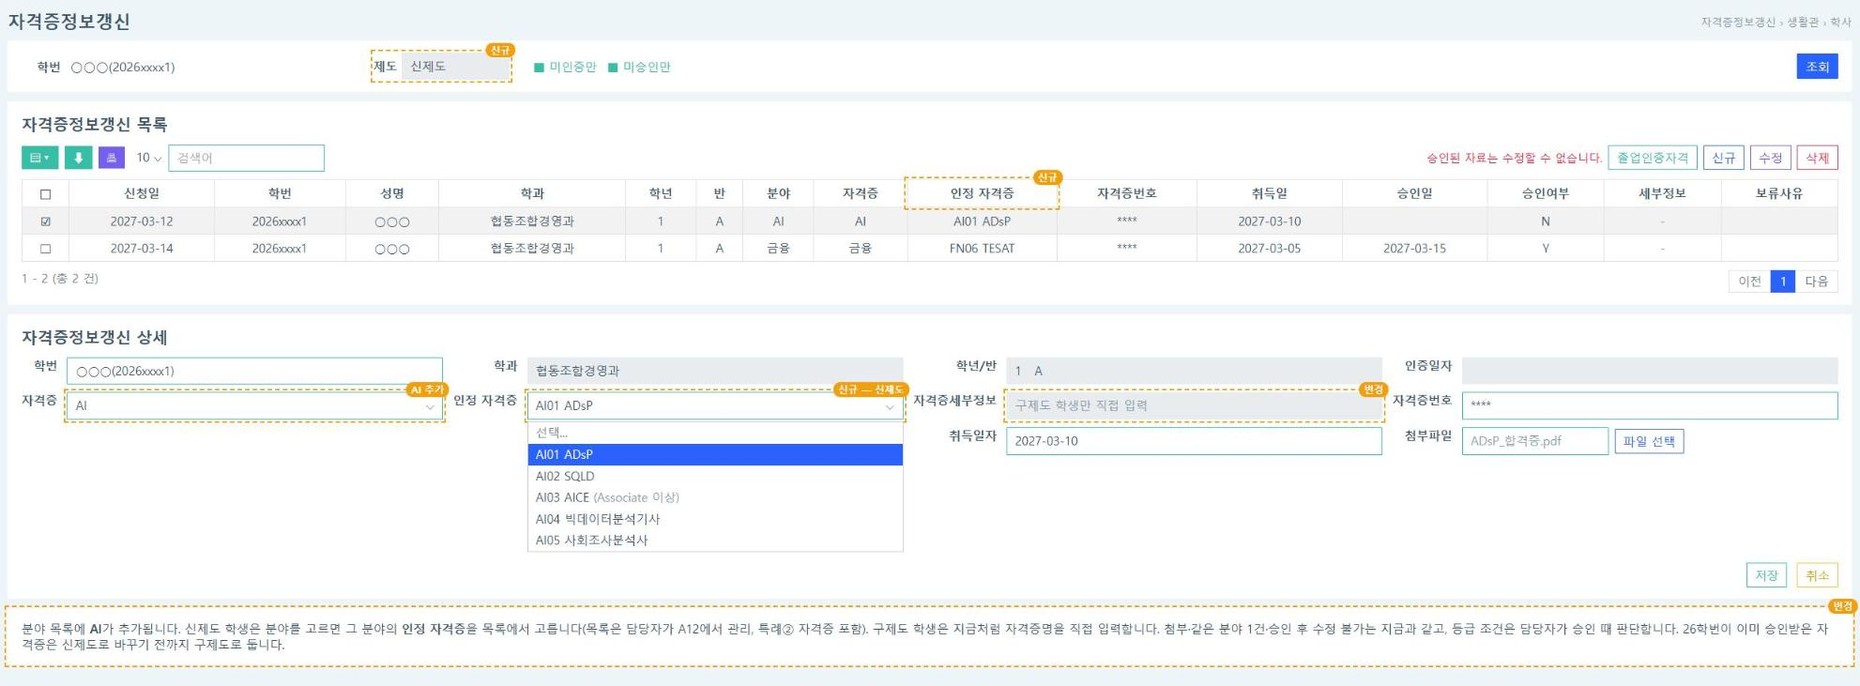 자격증정보갱신
자격증정보갱신 › 생활관 › 학사
학번 ○○○(2026xxxx1) 제도 신제도 신규 ■ 미인증만 ■ 미승인만 조회
자격증정보갱신 목록
10 검색어 승인된 자료는 수정할 수 없습니다. 졸업인증자격 신규 수정 삭제
신규
신청일 학번 성명 학과 학년 반 분야 자격증 인정 자격증 자격증번호 취득일 승인일 승인여부 세부정보 보류사유
2027-03-12 2026xxxx1 ○○○ 협동조합경영과 1 A AI AI AI01 ADsP **** 2027-03-10 N -
2027-03-14 2026xxxx1 ○○○ 협동조합경영과 1 A 금융 금융 FN06 TESAT **** 2027-03-05 2027-03-15 Y -
1 - 2 (총 2 건) 이전 1 다음
자격증정보갱신 상세
학번 ○○○(2026xxxx1) 학과 협동조합경영과 학년/반 1 A 인증일자
AI 추가 신규 — 신제도 변경
자격증 AI 인정 자격증 AI01 ADsP 자격증세부정보 구제도 학생만 직접 입력 자격증번호 ****
선택...
취득일자 2027-03-10 첨부파일 ADsP_합격증.pdf 파일 선택
AI01 ADsP
AI02 SQLD
AI03 AICE (Associate 이상)
AI04 빅데이터분석기사
AI05 사회조사분석사
저장 취소
변경
분야 목록에 AI가 추가됩니다. 신제도 학생은 분야를 고르면 그 분야의 인정 자격증을 목록에서 고릅니다(목록은 담당자가 A12에서 관리, 특례② 자격증 포함). 구제도 학생은 지금처럼 자격증명을 직접 입력합니다. 첨부·같은 분야 1건·승인 후 수정 불가는 지금과 같고, 등급 조건은 담당자가 승인 때 판단합니다. 26학번이 이미 승인받은 자
격증은 신제도로 바꾸기 전까지 구제도로 둡니다.